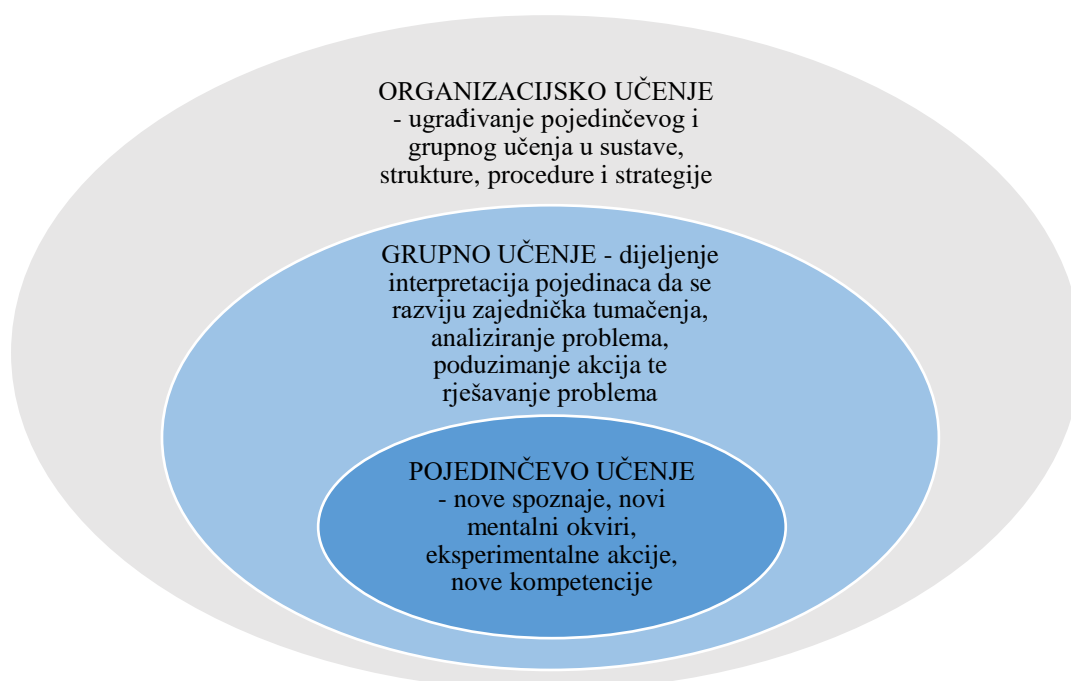 ORGANIZACIJSKO UČENJE
- ugrađivanje pojedinčevog i
grupnog učenja u sustave,
strukture, procedure i strategije
GRUPNO UČENJE - dijeljenje
interpretacija pojedinaca da se
razviju zajednička tumačenja,
analiziranje problema,
poduzimanje akcija te
rješavanje problema
POJEDINČEVO UČENJE
- nove spoznaje, novi
mentalni okviri,
eksperimentalne akcije,
nove kompetencije